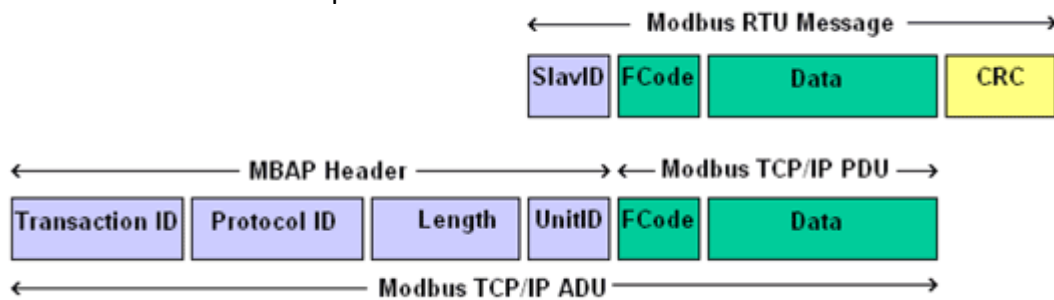 Modbus RTU Message
SlavID FCode Data CRC
MBAP Header Modbus TCP/IP PDU
Transaction ID Protocol ID Length UnitID FCode Data
Modbus TCP/IP ADU